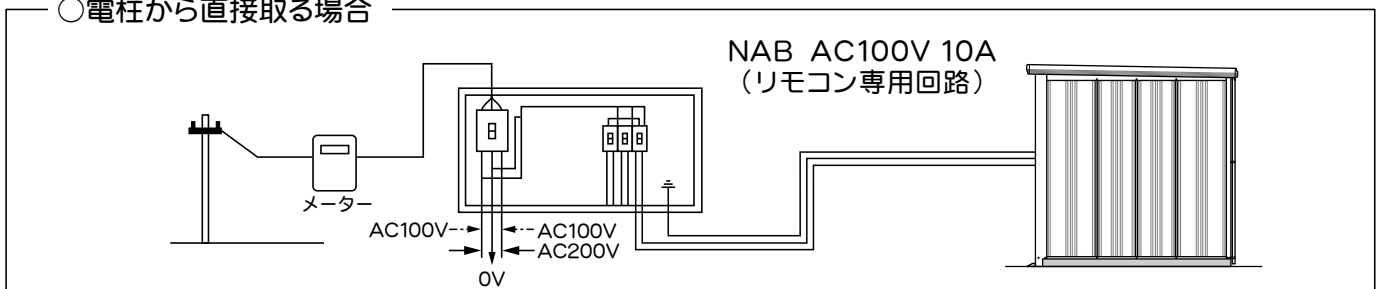 ○電柱から直接取る場合
NAB AC100V 10A
（リモコン専用回路）
メーター
AC100V
AC100V
AC200V
0V